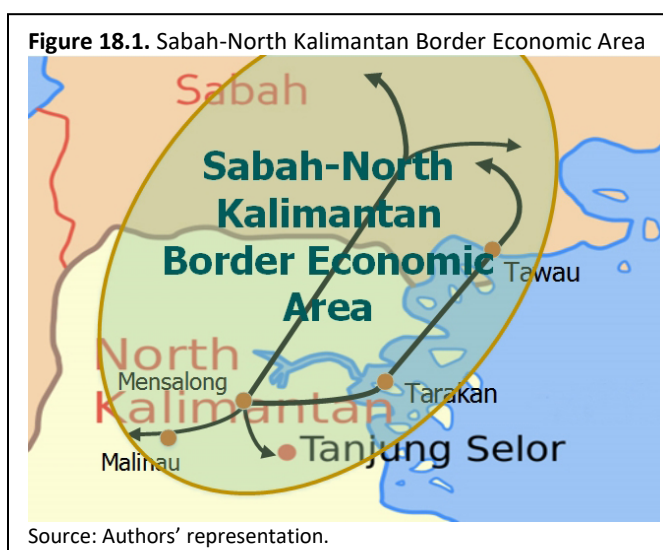 Figure 18.1. Sabah-North Kalimantan Border Economic Area
Sabah
Sabah-North
Kalimantan
Border Economic
Area
Tawau
North
Mensalong
Kalimantan
Tarakan
Malinau
Tanjung Selor
Source: Authors’ representation.